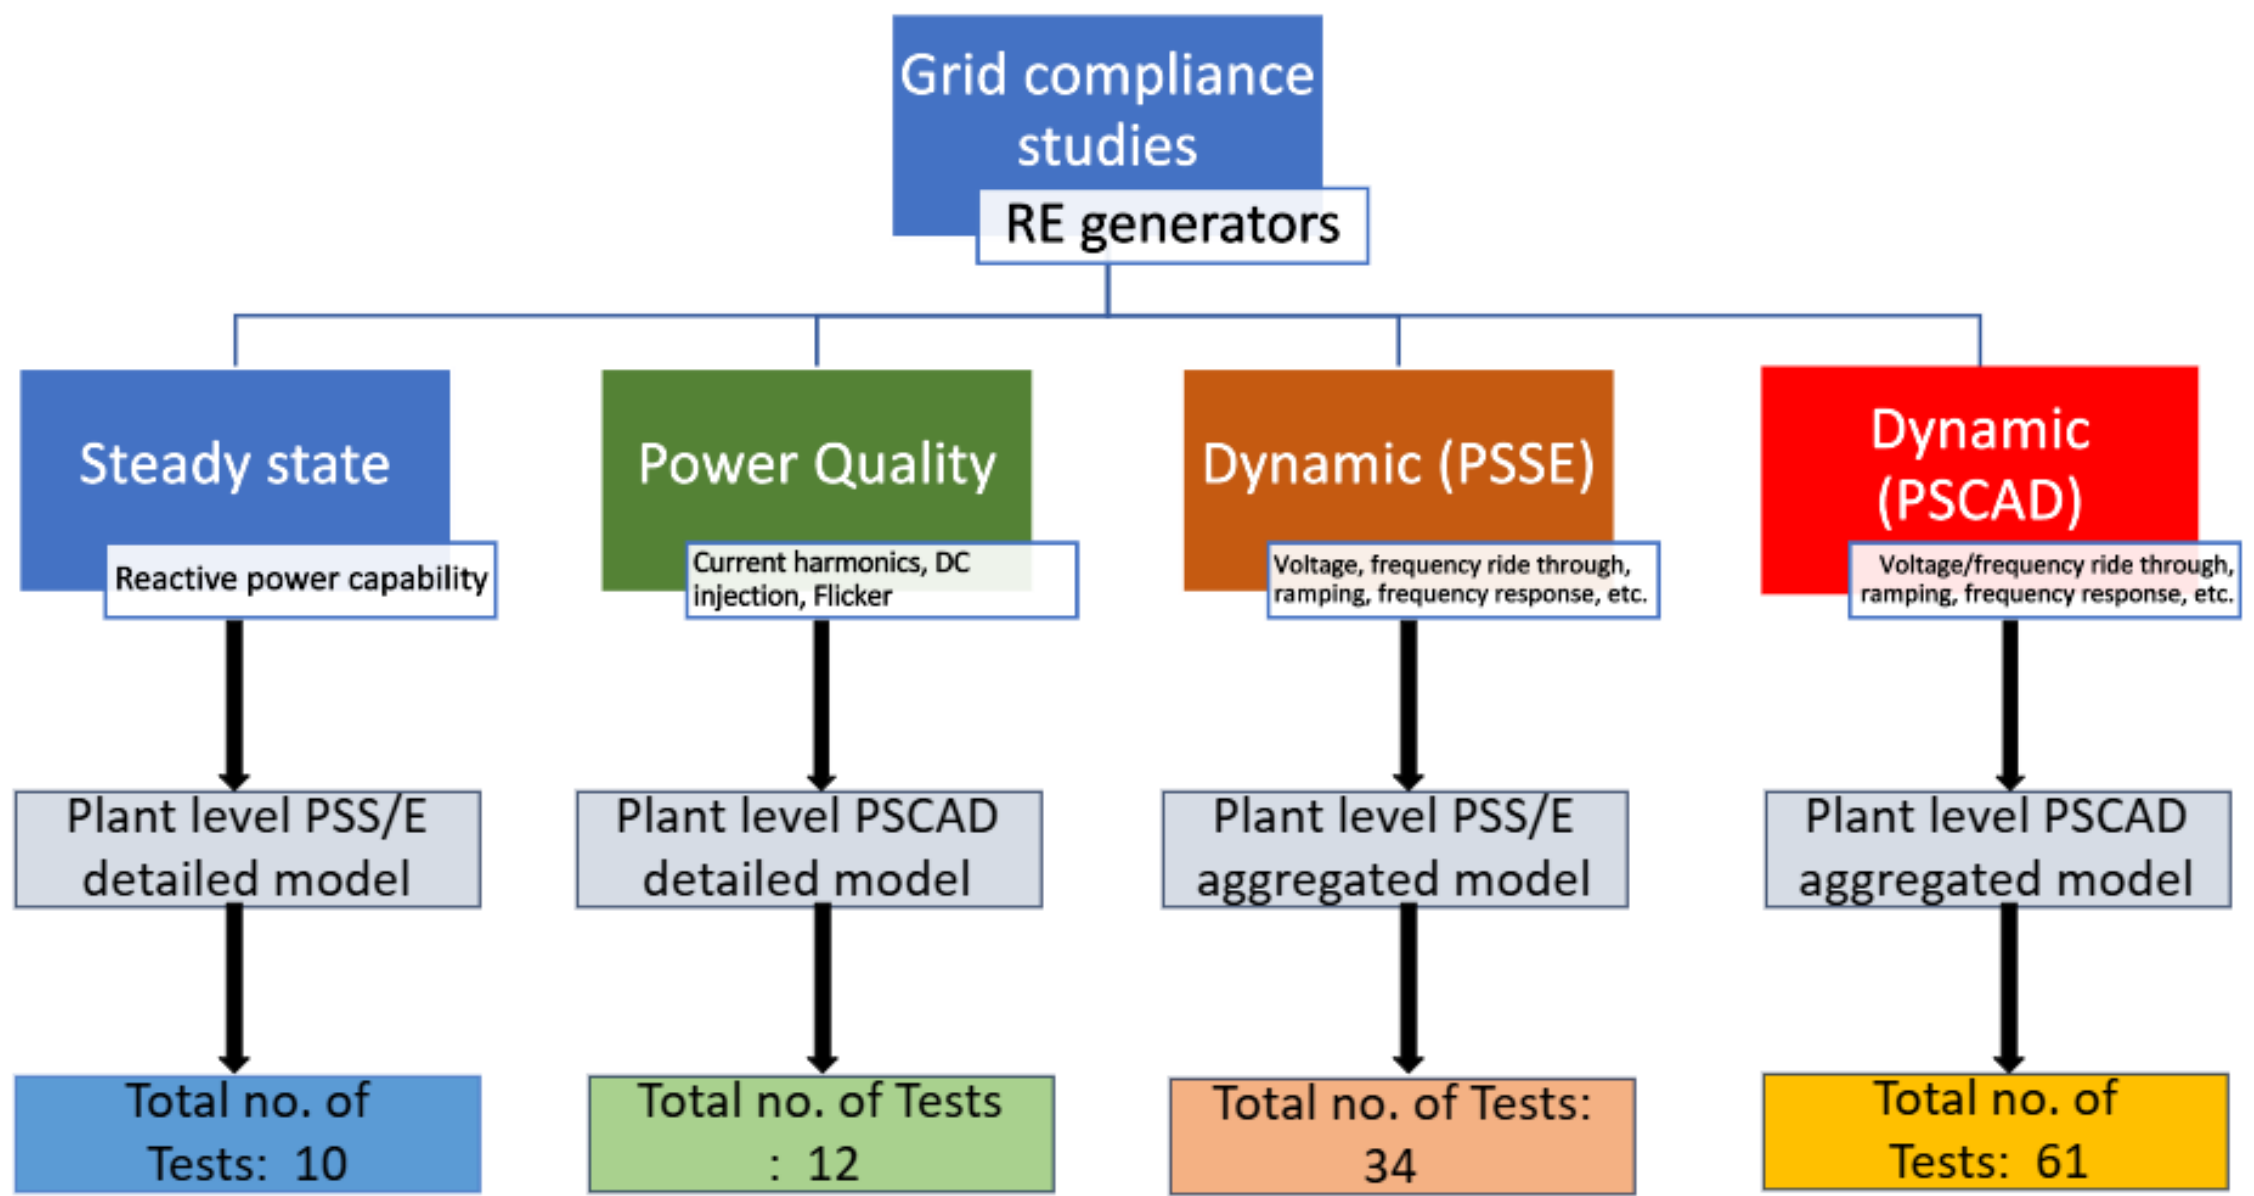 Grid compliance
studies
RE generators
Steady state
Reactive power capability
Plant level PSS/E
detailed model
Total no. of
Tests: 10
Power Quality
Current harmonics, DC
injection, Flicker
Plant level PSCAD
detailed model
Total no. of Tests
: 12
Dynamic (PSSE)
Voltage, frequency ride through,
ramping, frequency response, etc.
Plant level PSS/E
aggregated model
Total no. of Tests:
34
Dynamic
(PSCAD)
Voltage/frequency ride through,
ramping, frequency response, etc.
Plant level PSCAD
aggregated model
Total no. of
Tests: 61